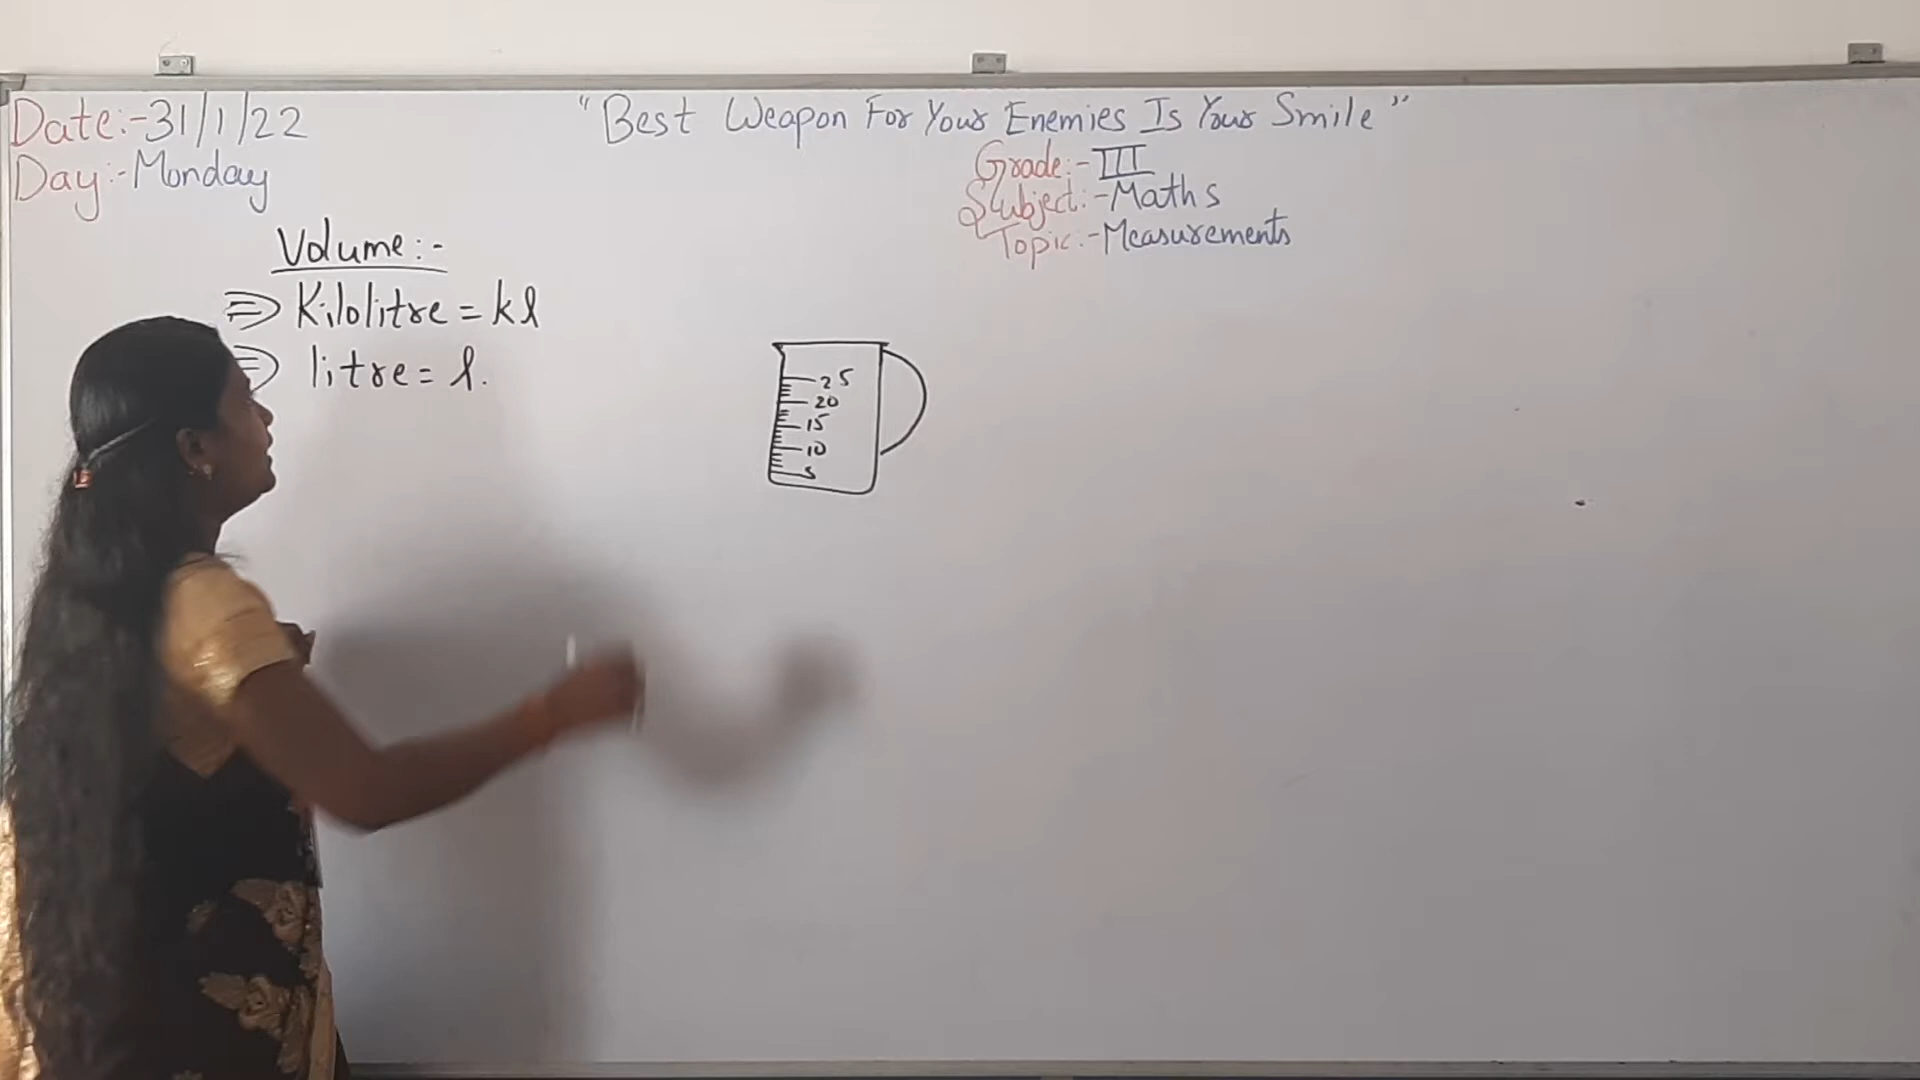 Date:-31/1/22
"Best Weapon For Your Enemies Is Your Smile"
Day:-Monday
Grade:-III
Subject:-Maths
Topic:-Measurements
Volume:-
⇒ Kilolitre = kl
⇒ litre = l.
25
20
15
10
5